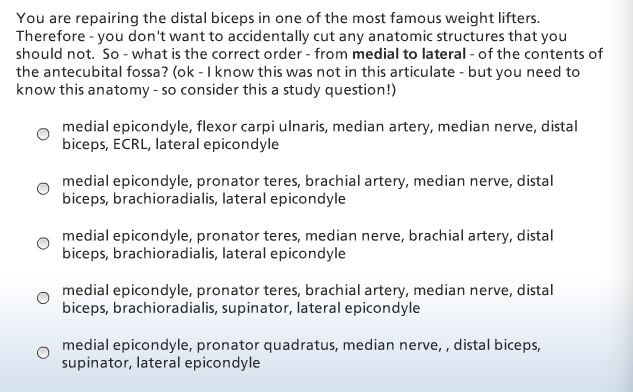 You are repairing the distal biceps in one of the most famous weight lifters.
Therefore - you don't want to accidentally cut any anatomic structures that you
should not.  So - what is the correct order - from medial to lateral - of the contents of
the antecubital fossa? (ok - I know this was not in this articulate - but you need to
know this anatomy - so consider this a study question!)
medial epicondyle, flexor carpi ulnaris, median artery, median nerve, distal
biceps, ECRL, lateral epicondyle
medial epicondyle, pronator teres, brachial artery, median nerve, distal
biceps, brachioradialis, lateral epicondyle
medial epicondyle, pronator teres, median nerve, brachial artery, distal
biceps, brachioradialis, lateral epicondyle
medial epicondyle, pronator teres, brachial artery, median nerve, distal
biceps, brachioradialis, supinator, lateral epicondyle
medial epicondyle, pronator quadratus, median nerve, , distal biceps,
supinator, lateral epicondyle